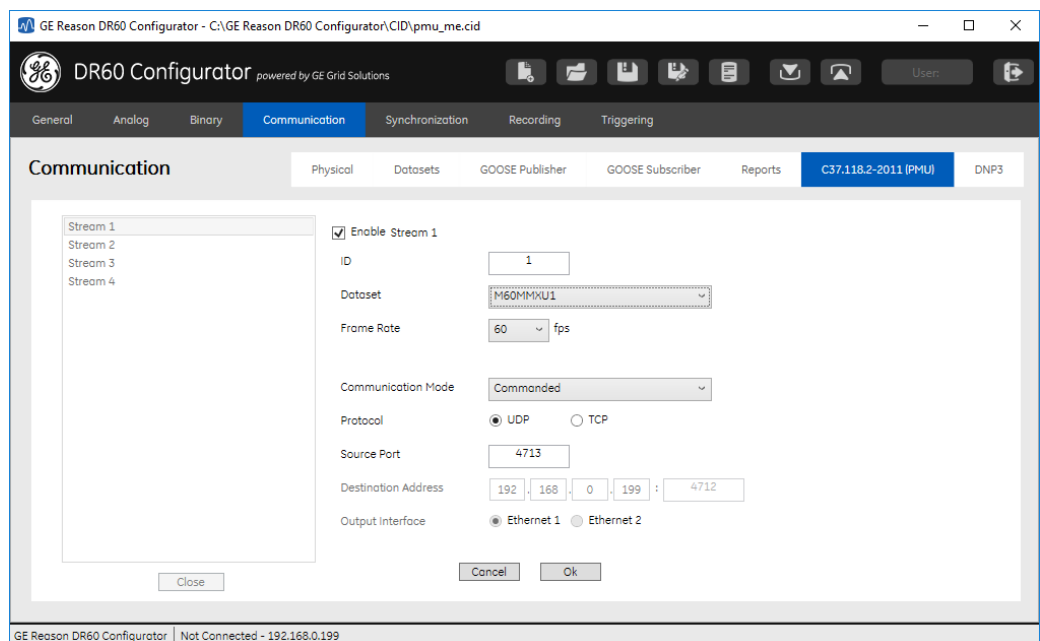 GE Reason DR60 Configurator - C:\GE Reason DR60 Configurator\CID\pmu_me.cid
DR60 Configurator powered by GE Grid Solutions
User:
General Analog Binary Communication Synchronization Recording Triggering
Communication
Physical Datasets GOOSE Publisher GOOSE Subscriber Reports C37.118.2-2011 (PMU) DNP3
Stream 1
Stream 2
Stream 3
Stream 4
Close
Enable Stream 1
ID 1
Dataset M60MMXU1
Frame Rate 60 fps
Communication Mode Commanded
Protocol UDP TCP
Source Port 4713
Destination Address 192 . 168 . 0 . 199 : 4712
Output Interface Ethernet 1 Ethernet 2
Cancel Ok
GE Reason DR60 Configurator Not Connected - 192.168.0.199